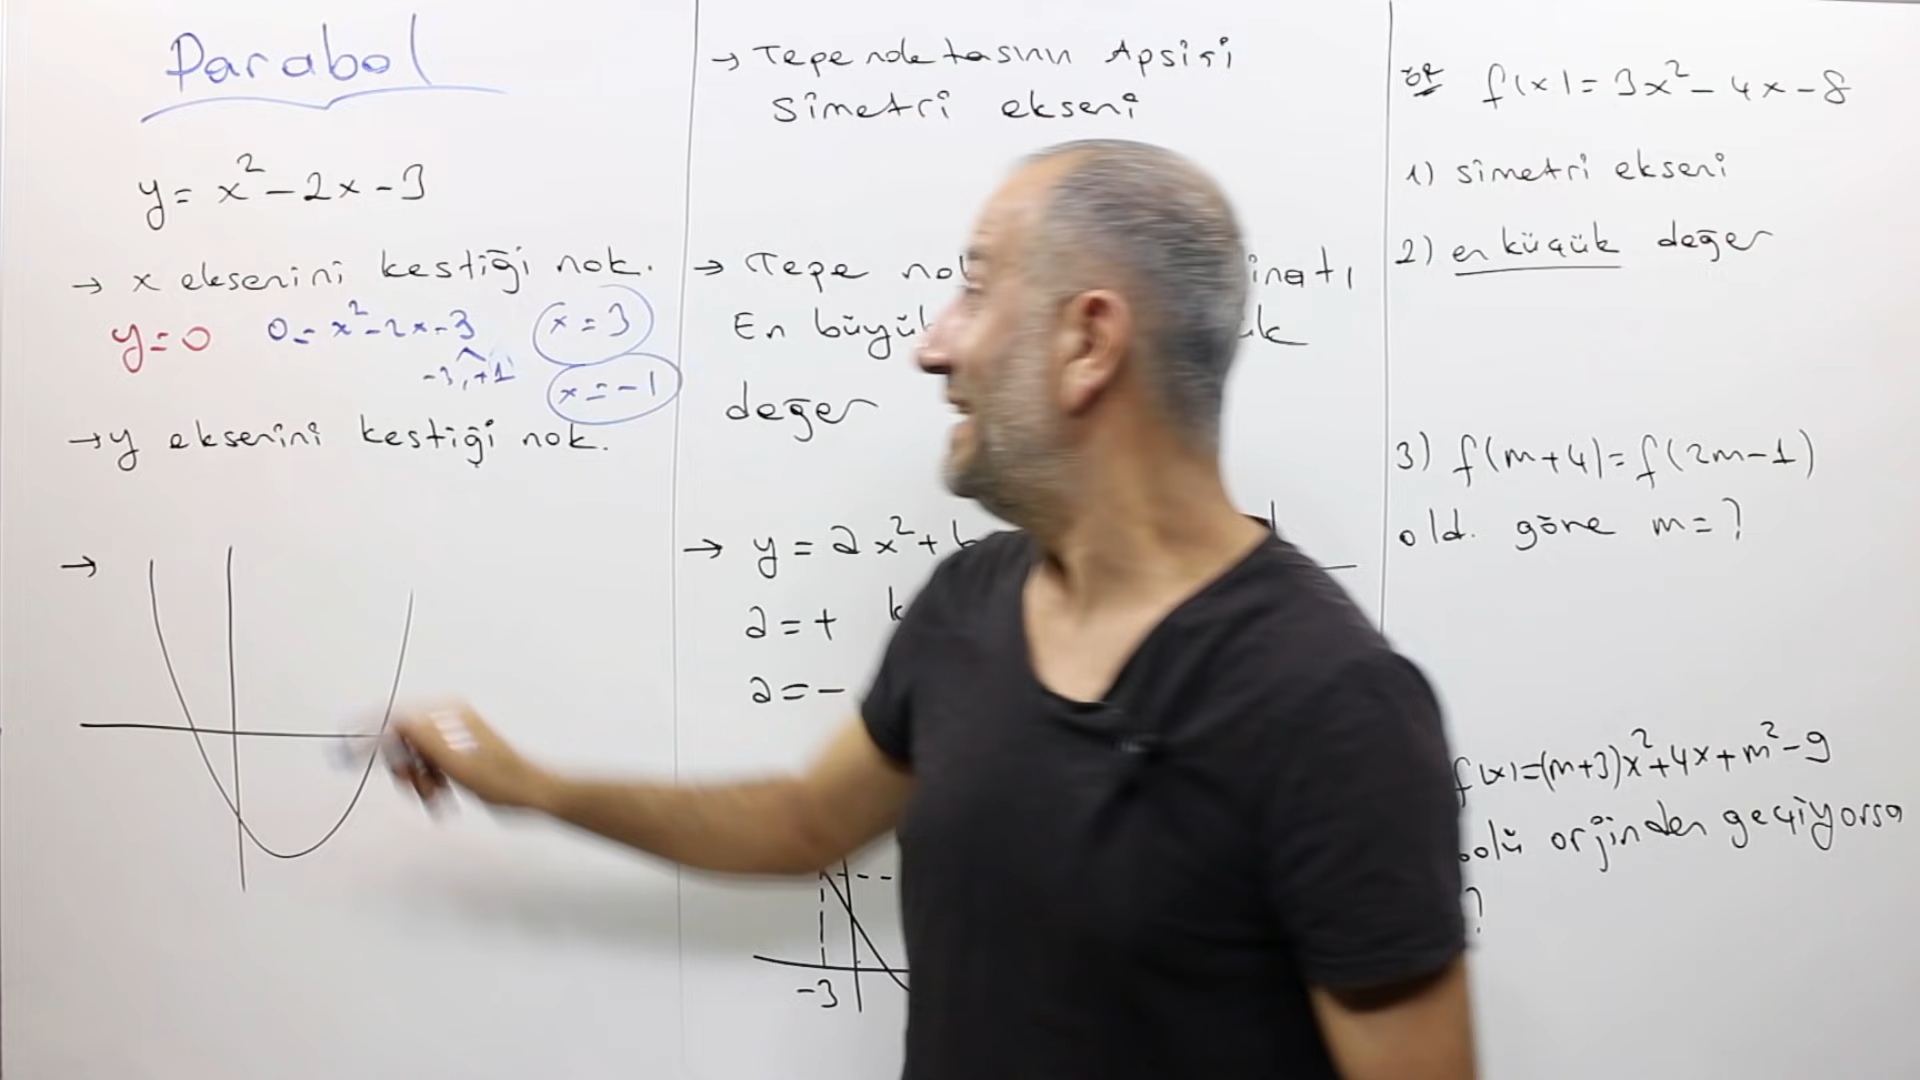 Parabol
y = x² - 2x - 3
→ x eksenini kestiği nok.
y = 0 0 = x² - 2x - 3 x = 3
-3, +1 x = -1
→ y eksenini kestiği nok.
→
→ Tepe noktasının Apsisi
Simetri ekseni
→ Tepe
En
değer
→ y = ax² +
a = +
a = -
-3
ör f(x) = 3x² - 4x - 8
1) simetri ekseni
2) en küçük değer
3) f(m+4) = f(2m-1)
old. göre m = ?
f(x) = (m+3)x² + 4x + m² - 9
orjinden geçiyorsa
?